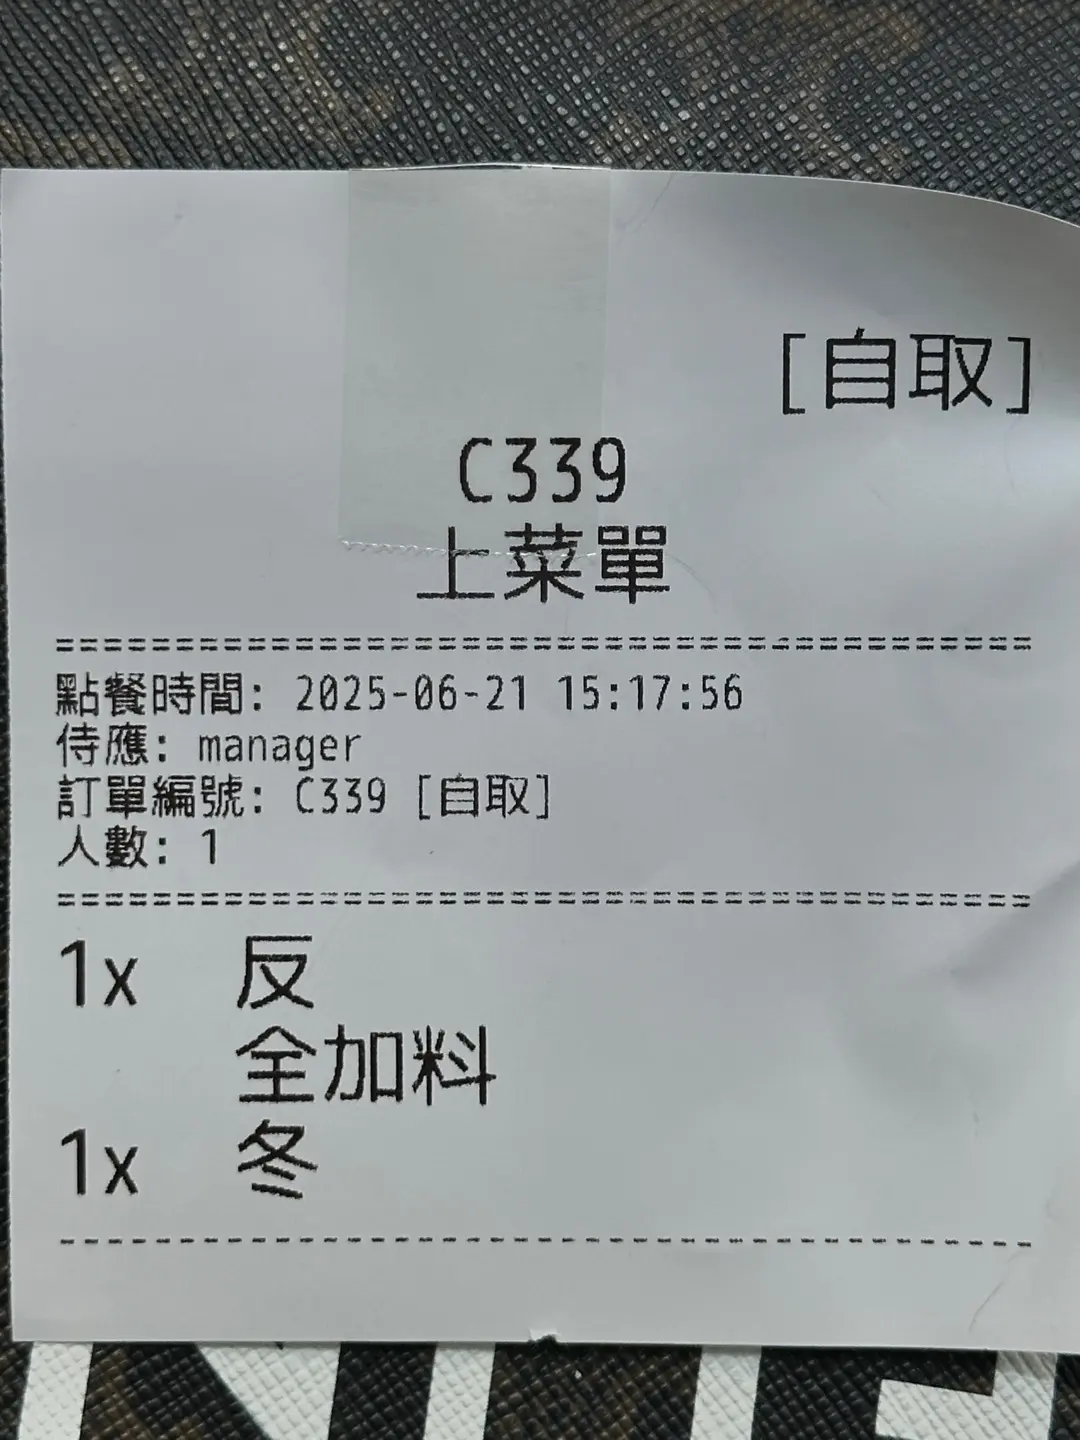 [自取]
C339
上菜單
=========================================
點餐時間: 2025-06-21 15:17:56
侍應: manager
訂單編號: C339 [自取]
人數: 1
=========================================
1x 反
全加料
1x 冬
-----------------------------------------